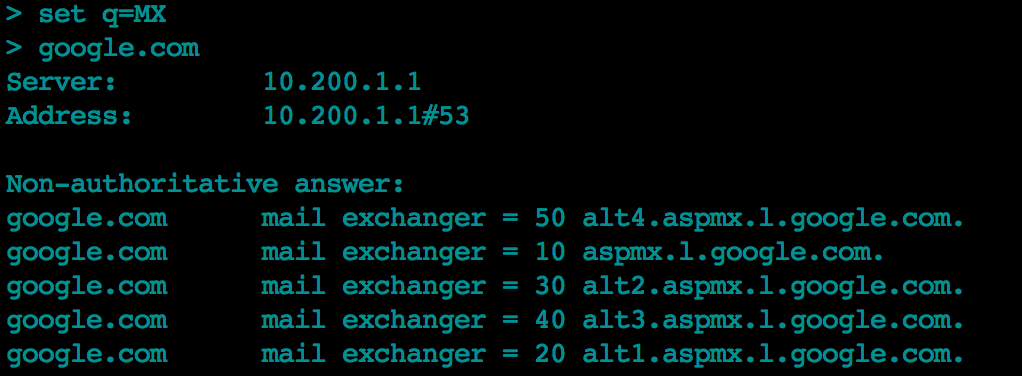 > set q=MX
> google.com
Server: 10.200.1.1
Address: 10.200.1.1#53
Non-authoritative answer:
google.com mail exchanger = 50 alt4.aspmx.l.google.com.
google.com mail exchanger = 10 aspmx.l.google.com.
google.com mail exchanger = 30 alt2.aspmx.l.google.com.
google.com mail exchanger = 40 alt3.aspmx.l.google.com.
google.com mail exchanger = 20 alt1.aspmx.l.google.com.